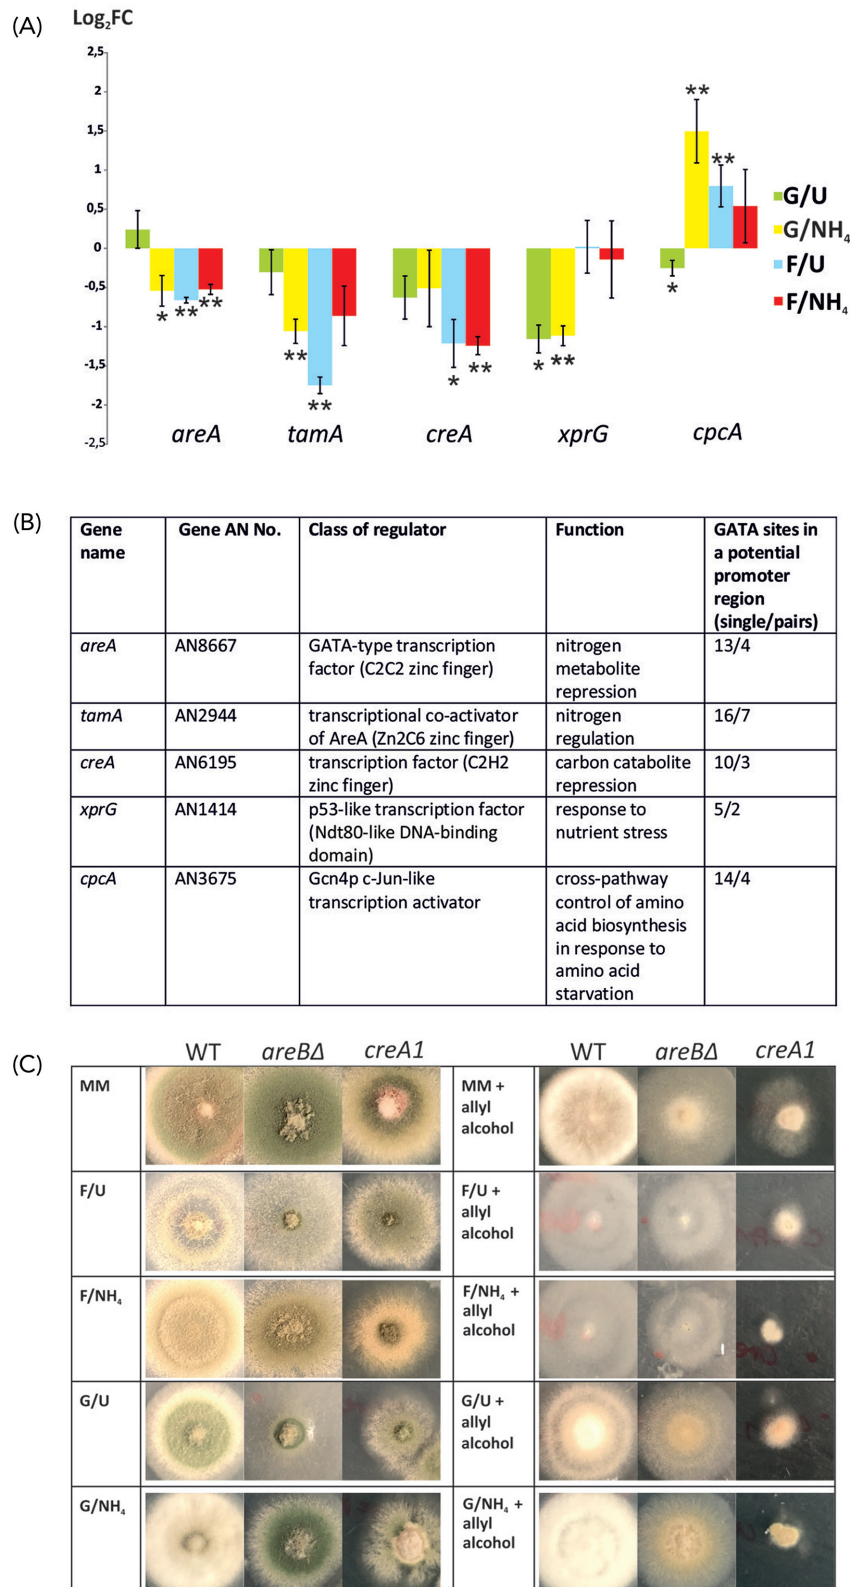 (A)
Log₂FC
2,5
2
1,5
1
0,5
0
-0,5
-1
-1,5
-2
-2,5
**
**
*
*
**
**
**
**
*
**
*
**
areA
tamA
creA
xprG
cpcA
G/U
G/NH₄
F/U
F/NH₄
(B)
Gene
name
Gene AN No.
Class of regulator
Function
GATA sites in
a potential
promoter
region
(single/pairs)
areA
AN8667
GATA-type transcription
factor (C2C2 zinc finger)
nitrogen
metabolite
repression
13/4
tamA
AN2944
transcriptional co-activator
of AreA (Zn2C6 zinc finger)
nitrogen
regulation
16/7
creA
AN6195
transcription factor (C2H2
zinc finger)
carbon catabolite
repression
10/3
xprG
AN1414
p53-like transcription factor
(Ndt80-like DNA-binding
domain)
response to
nutrient stress
5/2
cpcA
AN3675
Gcn4p c-Jun-like
transcription activator
cross-pathway
control of amino
acid biosynthesis
in response to
amino acid
starvation
14/4
(C)
WT
areBΔ
creA1
WT
areBΔ
creA1
MM
MM +
allyl
alcohol
F/U
F/U +
allyl
alcohol
F/NH₄
F/NH₄ +
allyl
alcohol
G/U
G/U +
allyl
alcohol
G/NH₄
G/NH₄ +
allyl
alcohol